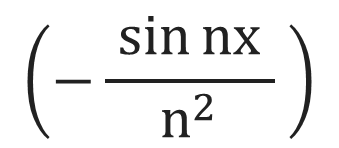 (− sin nx / n²)